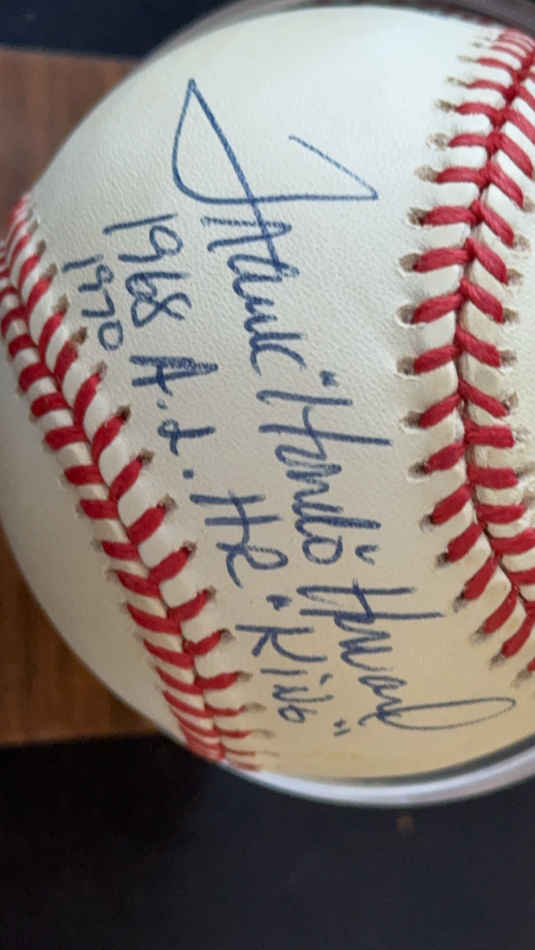 Frank "Hondo" Howard
1968 A.L. HR "King"
1970